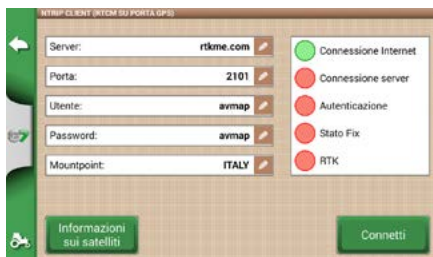 NTRIP CLIENT (RTCM SU PORTA GPS)
Server: rtkme.com
Porta: 2101
Utente: avmap
Password: avmap
Mountpoint: ITALY
Connessione Internet
Connessione server
Autenticazione
Stato Fix
RTK
Informazioni
sui satelliti
Connetti